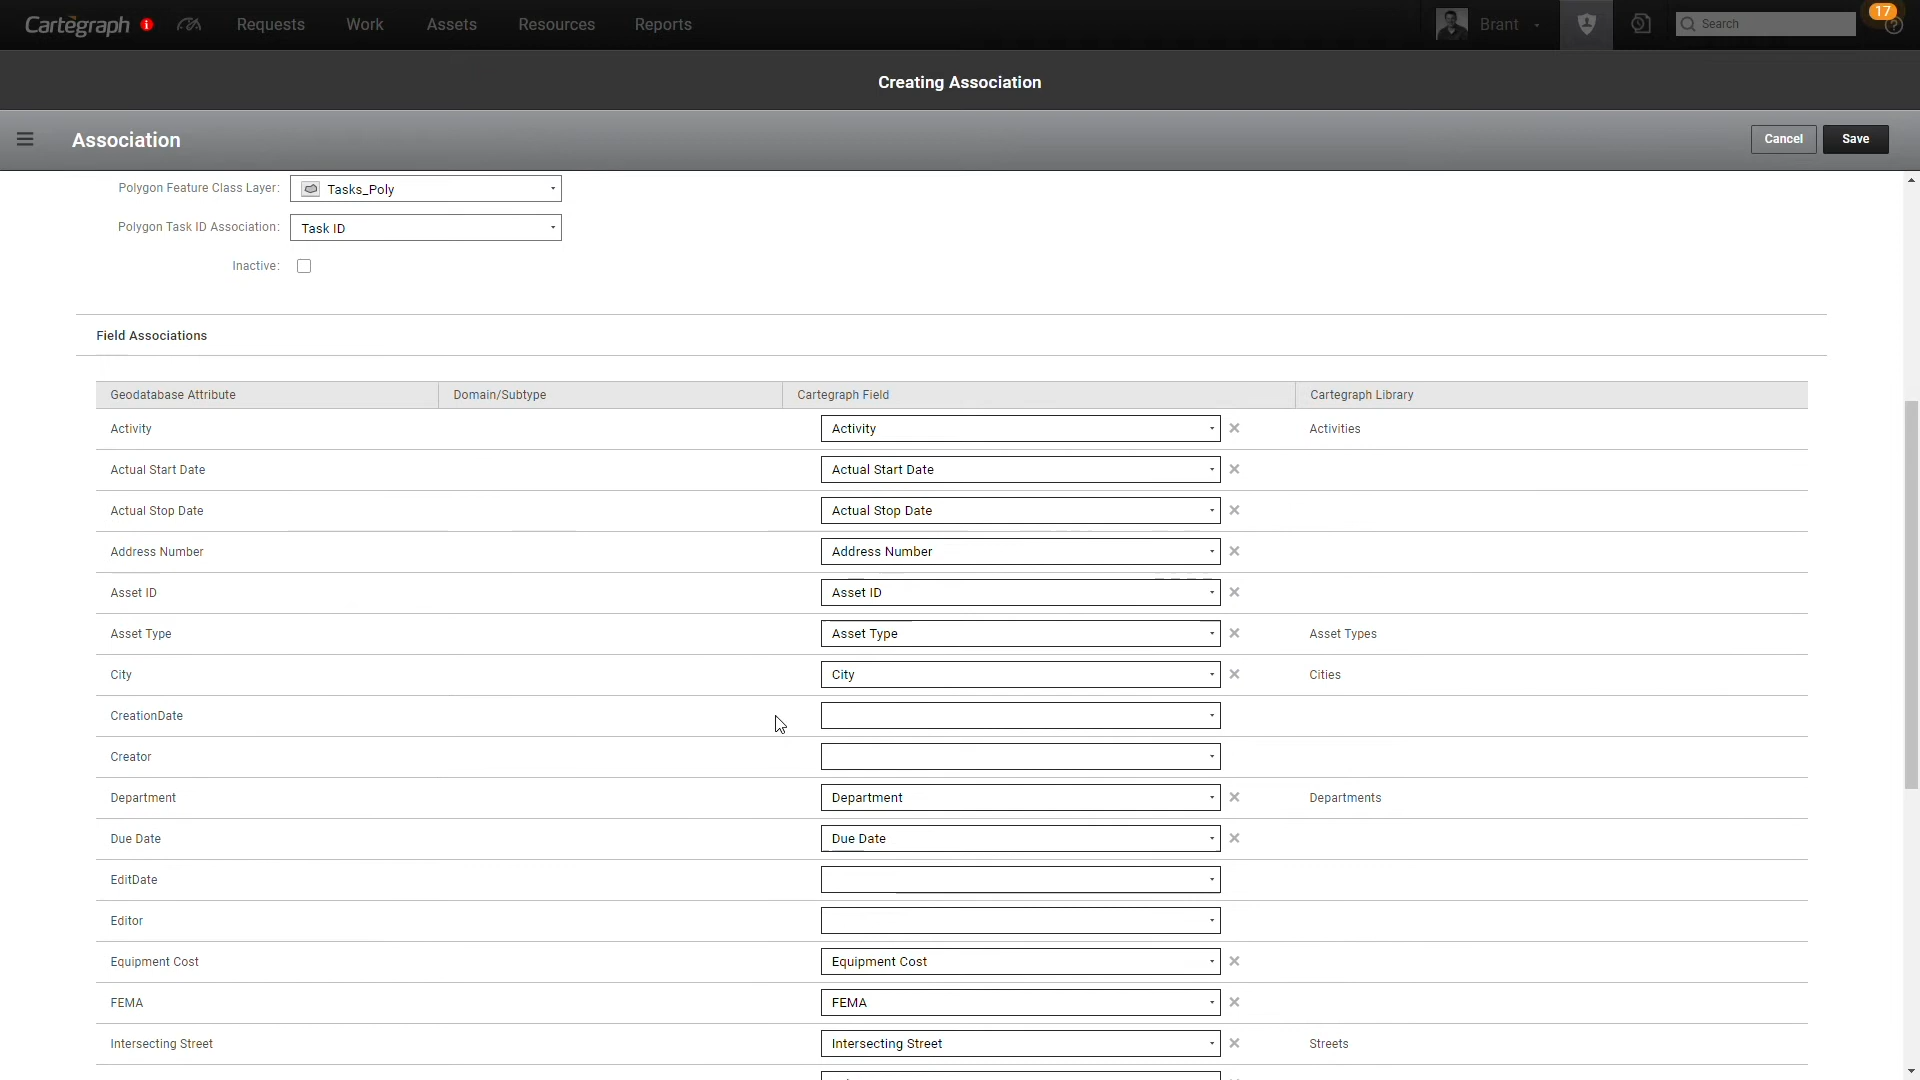 Cartëgraph i Requests Work Assets Resources Reports Brant Search 17 ?
Creating Association
Association Cancel Save
Polygon Feature Class Layer: Tasks_Poly
Polygon Task ID Association: Task ID
Inactive:
Field Associations
Geodatabase Attribute Domain/Subtype Cartegraph Field Cartegraph Library
Activity Activity Activities
Actual Start Date Actual Start Date
Actual Stop Date Actual Stop Date
Address Number Address Number
Asset ID Asset ID
Asset Type Asset Type Asset Types
City City Cities
CreationDate
Creator
Department Department Departments
Due Date Due Date
EditDate
Editor
Equipment Cost Equipment Cost
FEMA FEMA
Intersecting Street Intersecting Street Streets